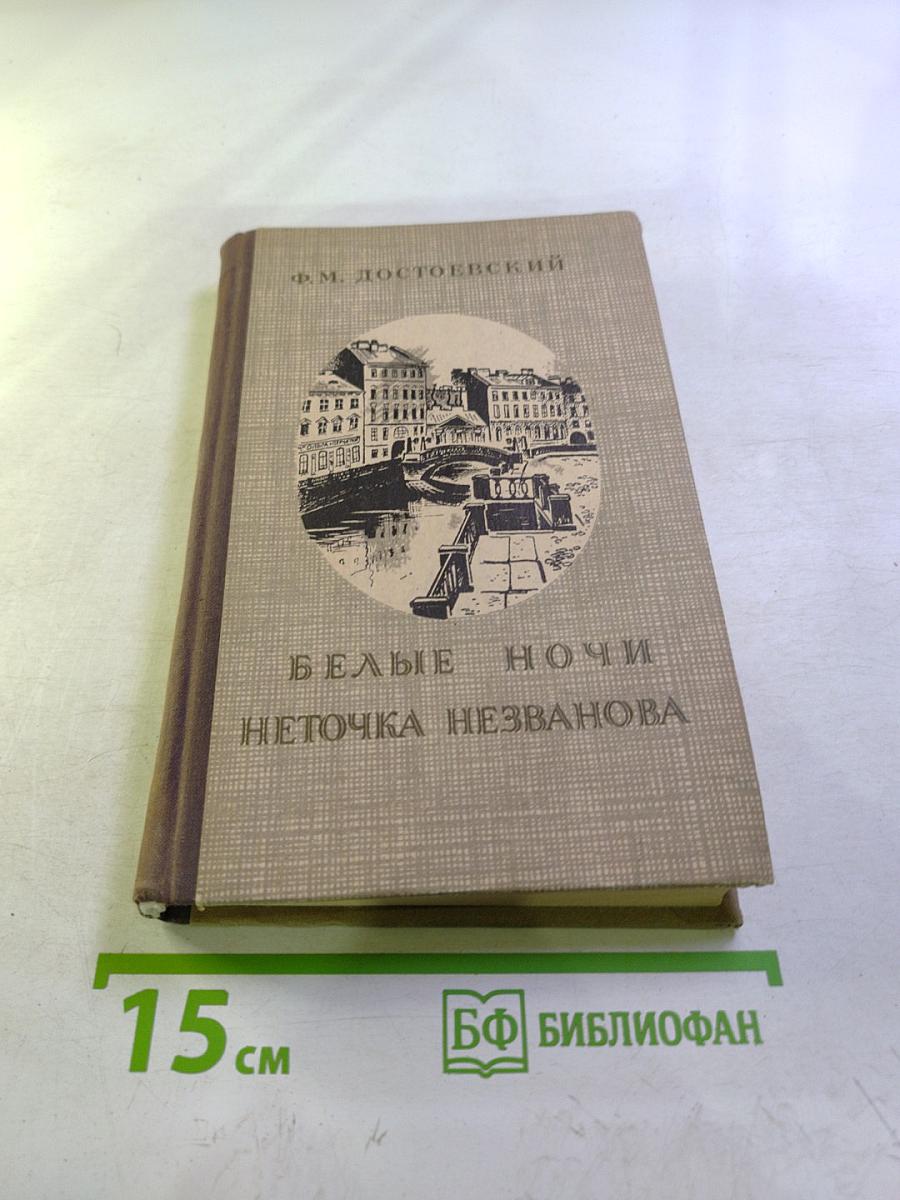 Ф. М. ДОСТОЕВСКИЙ
БЕЛЫЕ НОЧИ
НЕТОЧКА НЕЗВАНОВА
15 см
БФ БИБЛИОФАН